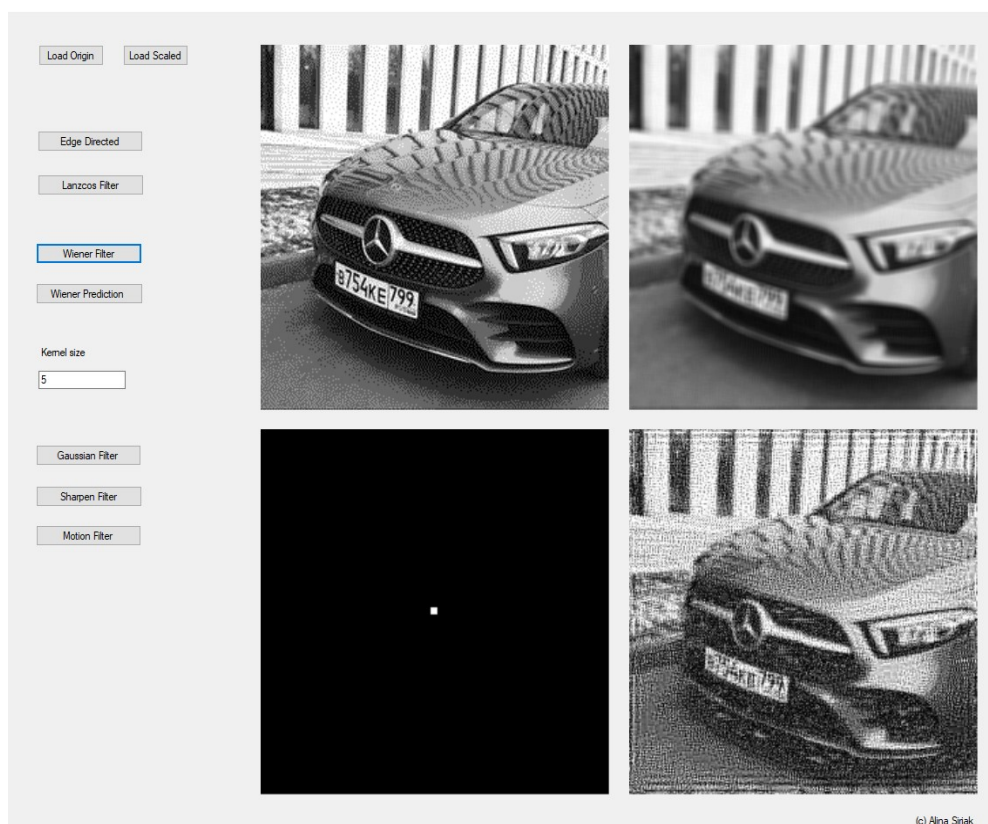 Load Origin
Load Scaled
Edge Directed
Lanzcos Filter
Wiener Filter
Wiener Prediction
Kernel size
5
Gaussian Filter
Sharpen Filter
Motion Filter
B754KE 799
(c) Alina Siriak